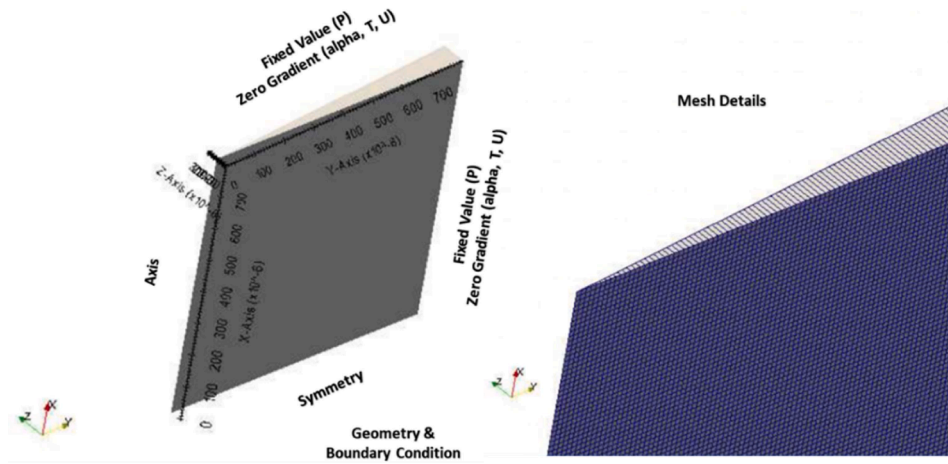 Fixed Value (P)
Zero Gradient (alpha, T, U)
Mesh Details
0 100 200 300 400 500 600 700
Y-Axis (x10^-6)
Z-Axis (x10^-6)
0
700
600
500
400
300
200
100
0
X-Axis (x10^-6)
Axis
Fixed Value (P)
Zero Gradient (alpha, T, U)
Symmetry
Z X Y
Z X Y
Geometry &
Boundary Condition